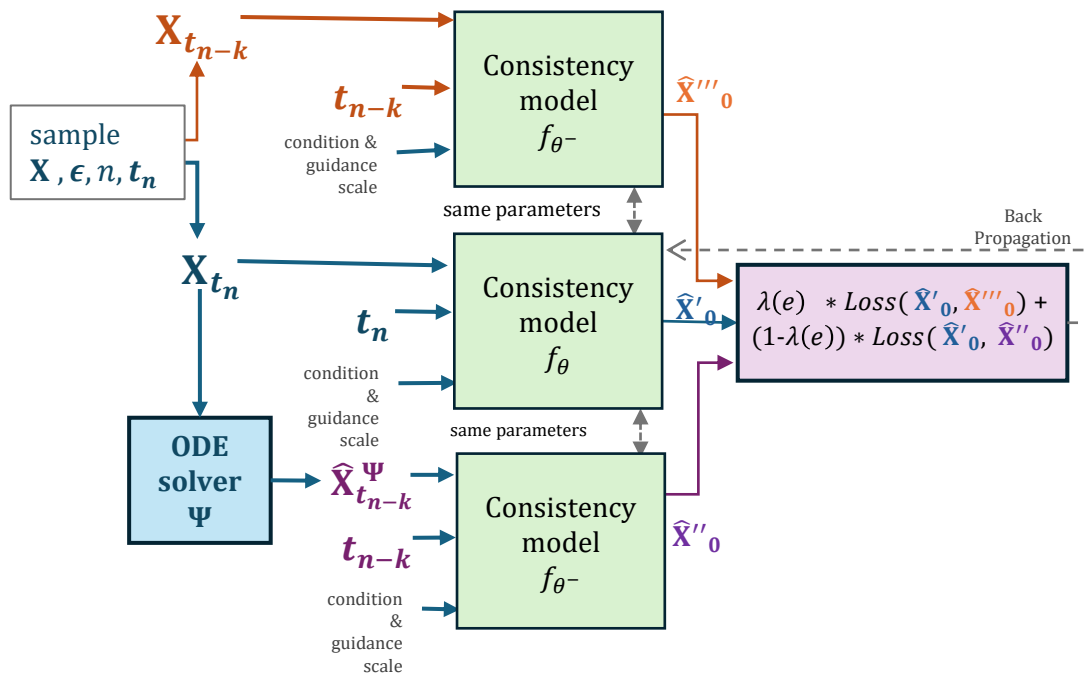 X_{t_{n-k}}
sample
X , ϵ, n, t_n
t_{n-k}
condition &
guidance
scale
Consistency
model
f_{θ^-}
X̂'''_0
same parameters
X_{t_n}
t_n
condition
&
guidance
scale
Consistency
model
f_θ
X̂'_0
Back
Propagation
λ(e) * Loss( X̂'_0, X̂'''_0) +
(1-λ(e)) * Loss( X̂'_0, X̂''_0)
same parameters
ODE
solver
Ψ
X̂^Ψ_{t_{n-k}}
t_{n-k}
condition
&
guidance
scale
Consistency
model
f_{θ^-}
X̂''_0